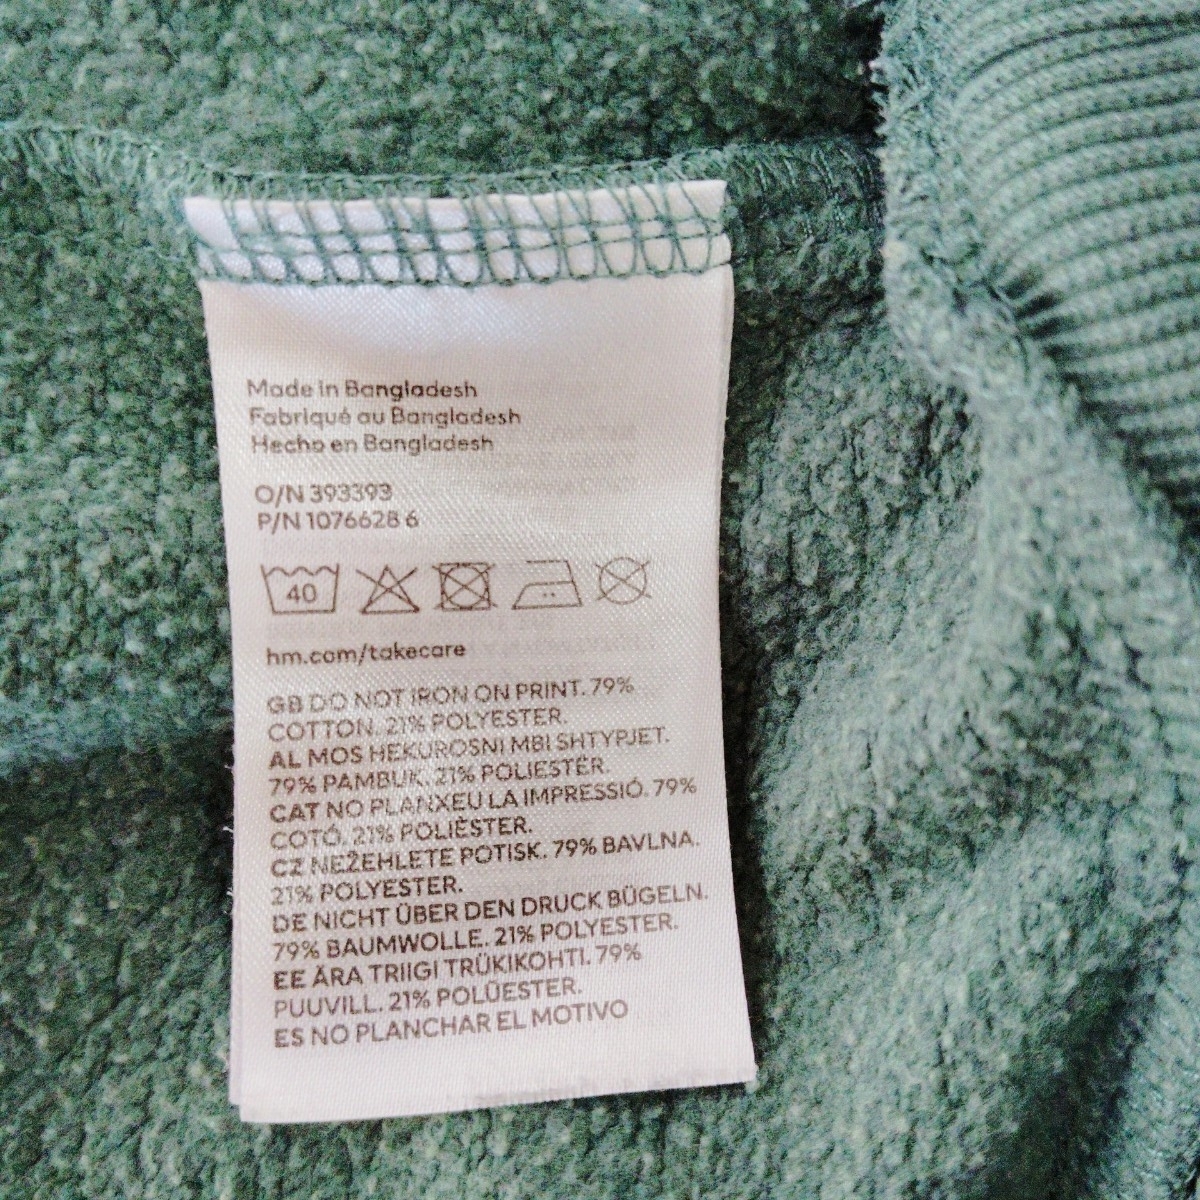 Made in Bangladesh
Fabriqué au Bangladesh
Hecho en Bangladesh
O/N 393393
P/N 1076628 6
40
hm.com/takecare
GB DO NOT IRON ON PRINT. 79%
COTTON. 21% POLYESTER.
AL MOS HEKUROSNI MBI SHTYPJET.
79% PAMBUK. 21% POLIESTËR.
CAT NO PLANXEU LA IMPRESSIÓ. 79%
COTÓ. 21% POLIÈSTER.
CZ NEŽEHLETE POTISK. 79% BAVLNA.
21% POLYESTER.
DE NICHT ÜBER DEN DRUCK BÜGELN.
79% BAUMWOLLE. 21% POLYESTER.
EE ÄRA TRIIGI TRÜKIKOHTI. 79%
PUUVILL. 21% POLÜESTER.
ES NO PLANCHAR EL MOTIVO